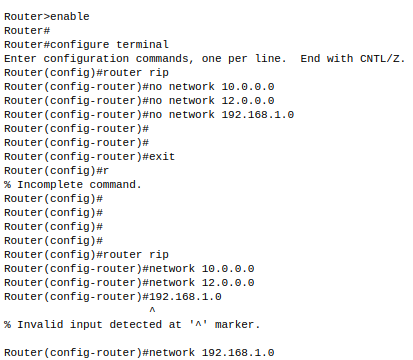 Router>enable
Router#
Router#configure terminal
Enter configuration commands, one per line.  End with CNTL/Z.
Router(config)#router rip
Router(config-router)#no network 10.0.0.0
Router(config-router)#no network 12.0.0.0
Router(config-router)#no network 192.168.1.0
Router(config-router)#
Router(config-router)#
Router(config-router)#exit
Router(config)#r
% Incomplete command.
Router(config)#
Router(config)#
Router(config)#
Router(config)#
Router(config)#router rip
Router(config-router)#network 10.0.0.0
Router(config-router)#network 12.0.0.0
Router(config-router)#192.168.1.0
                      ^
% Invalid input detected at '^' marker.
Router(config-router)#network 192.168.1.0